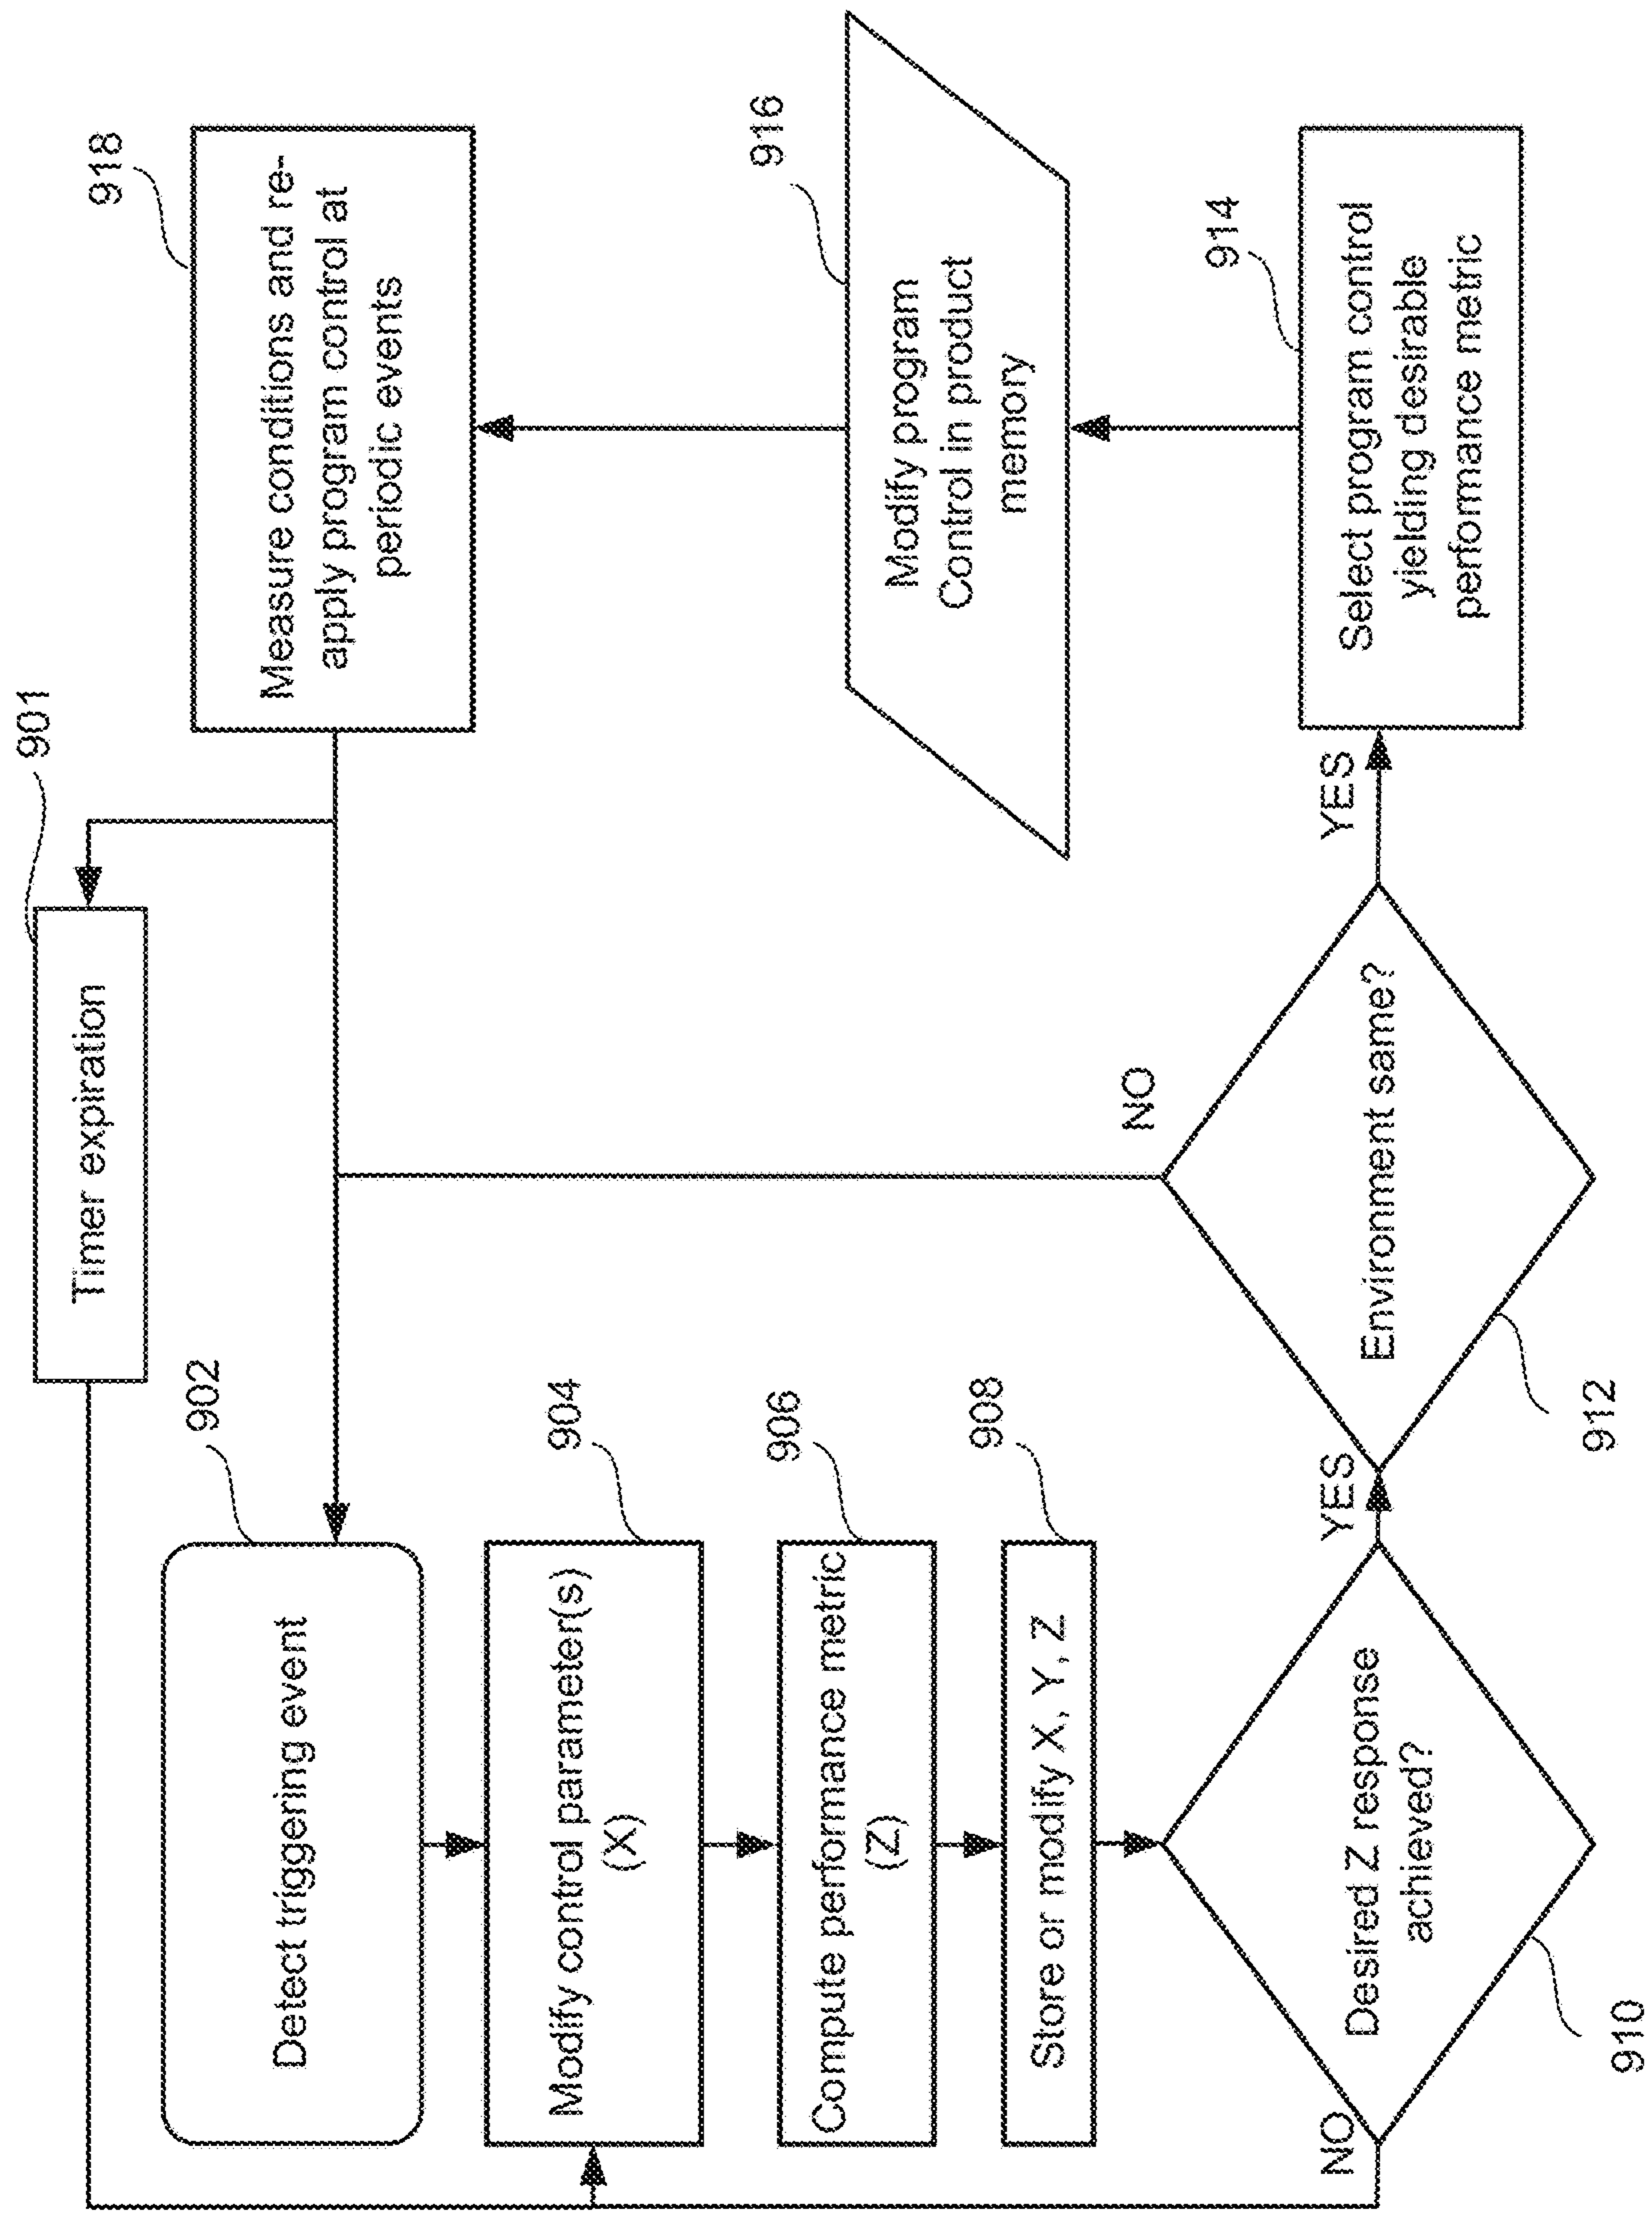 901
Timer expiration
902
Detect triggering event
904
Modify control parameter(s)
(X)
906
Compute performance metric
(Z)
908
Store or modify X, Y, Z
Desired Z response
achieved?
910
NO
YES
Environment same?
912
NO
YES
914
Select program control
yielding desirable
performance metric
916
Modify program
Control in product
memory
918
Measure conditions and re-
apply program control at
periodic events